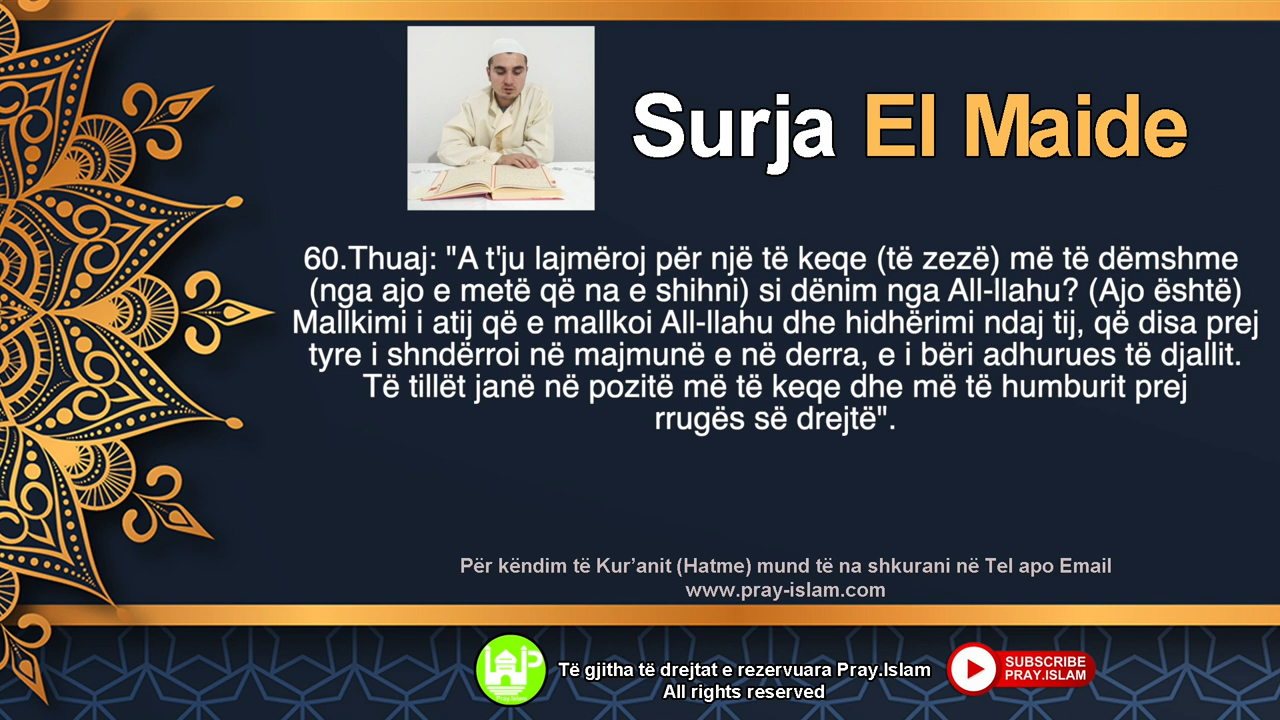 Surja El Maide
60.Thuaj: "A t'ju lajmëroj për një të keqe (të zezë) më të dëmshme
(nga ajo e metë që na e shihni) si dënim nga All-llahu? (Ajo është)
Mallkimi i atij që e mallkoi All-llahu dhe hidhërimi ndaj tij, që disa prej
tyre i shndërroi në majmunë e në derra, e i bëri adhurues të djallit.
Të tillët janë në pozitë më të keqe dhe më të humburit prej
rrugës së drejtë".
Për këndim të Kur’anit (Hatme) mund të na shkurani në Tel apo Email
www.pray-islam.com
Pray.Islam
Të gjitha të drejtat e rezervuara Pray.Islam
All rights reserved
SUBSCRIBE
PRAY.ISLAM